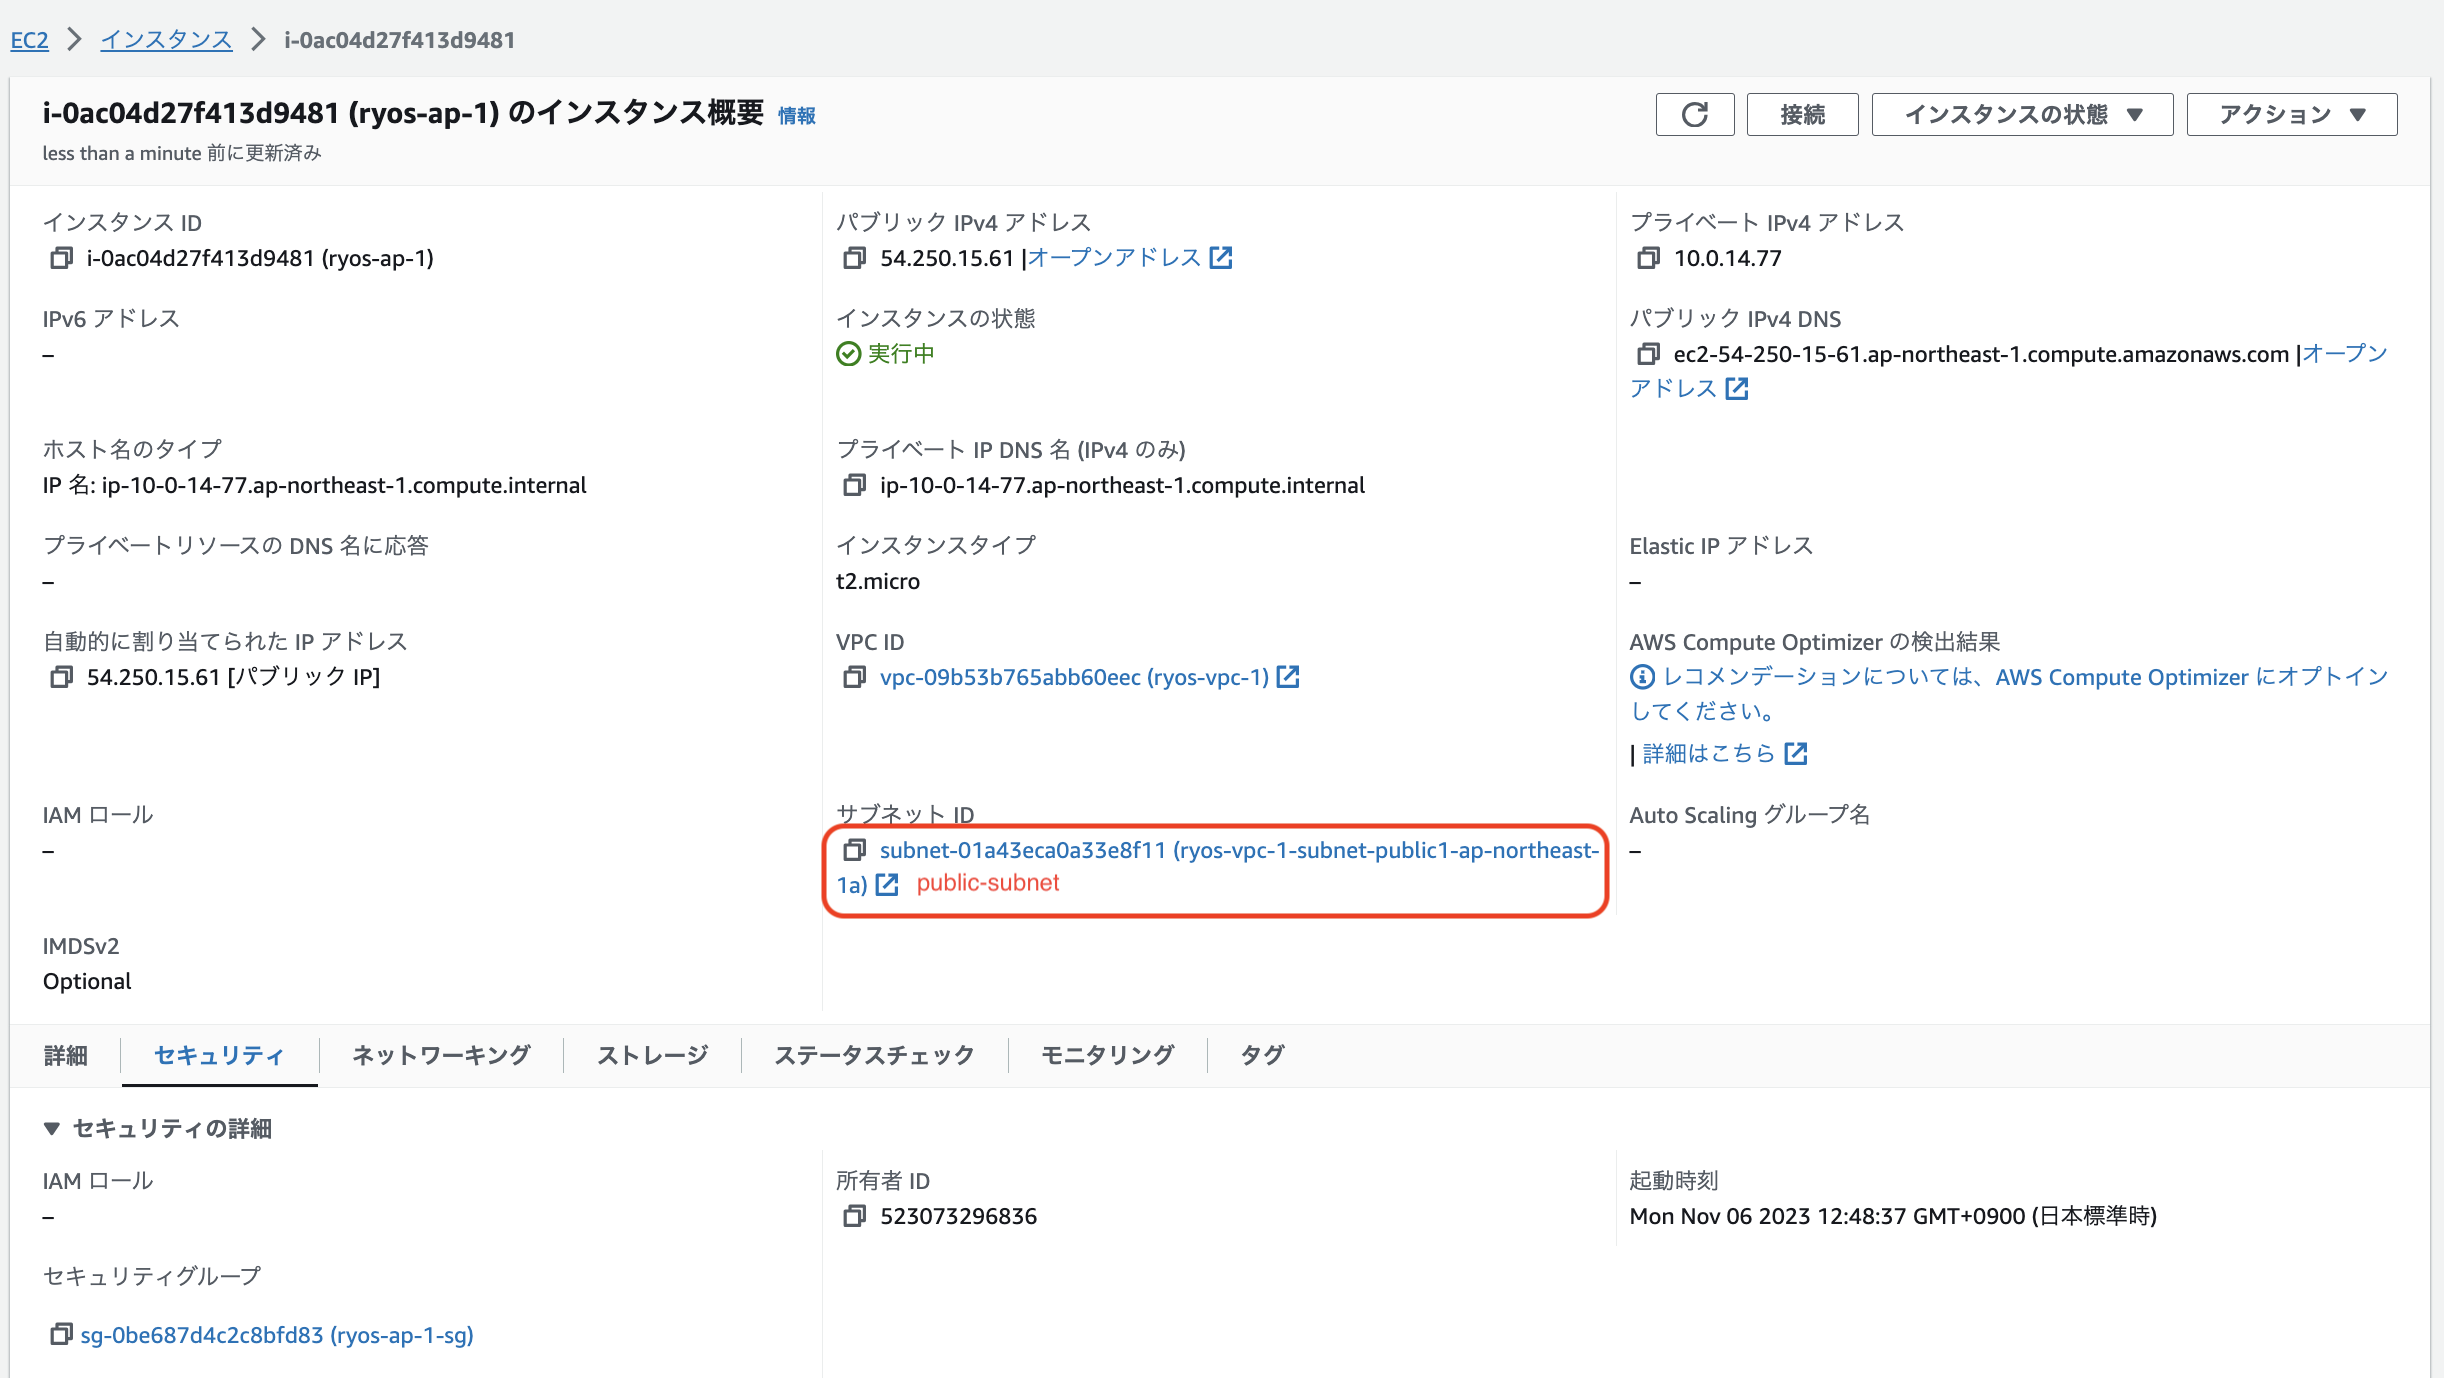 EC2 > インスタンス > i-0ac04d27f413d9481
i-0ac04d27f413d9481 (ryos-ap-1) のインスタンス概要 情報
less than a minute 前に更新済み
接続
インスタンスの状態 ▼
アクション ▼
インスタンス ID
i-0ac04d27f413d9481 (ryos-ap-1)
パブリック IPv4 アドレス
54.250.15.61 |オープンアドレス
プライベート IPv4 アドレス
10.0.14.77
IPv6 アドレス
–
インスタンスの状態
実行中
パブリック IPv4 DNS
ec2-54-250-15-61.ap-northeast-1.compute.amazonaws.com |オープン
アドレス
ホスト名のタイプ
IP 名: ip-10-0-14-77.ap-northeast-1.compute.internal
プライベート IP DNS 名 (IPv4 のみ)
ip-10-0-14-77.ap-northeast-1.compute.internal
プライベートリソースの DNS 名に応答
–
インスタンスタイプ
t2.micro
Elastic IP アドレス
–
自動的に割り当てられた IP アドレス
54.250.15.61 [パブリック IP]
VPC ID
vpc-09b53b765abb60eec (ryos-vpc-1)
AWS Compute Optimizer の検出結果
レコメンデーションについては、AWS Compute Optimizer にオプトイン
してください。
| 詳細はこちら
IAM ロール
–
サブネット ID
subnet-01a43eca0a33e8f11 (ryos-vpc-1-subnet-public1-ap-northeast-
1a) public-subnet
Auto Scaling グループ名
–
IMDSv2
Optional
詳細
セキュリティ
ネットワーキング
ストレージ
ステータスチェック
モニタリング
タグ
▼ セキュリティの詳細
IAM ロール
–
所有者 ID
523073296836
起動時刻
Mon Nov 06 2023 12:48:37 GMT+0900 (日本標準時)
セキュリティグループ
sg-0be687d4c2c8bfd83 (ryos-ap-1-sg)